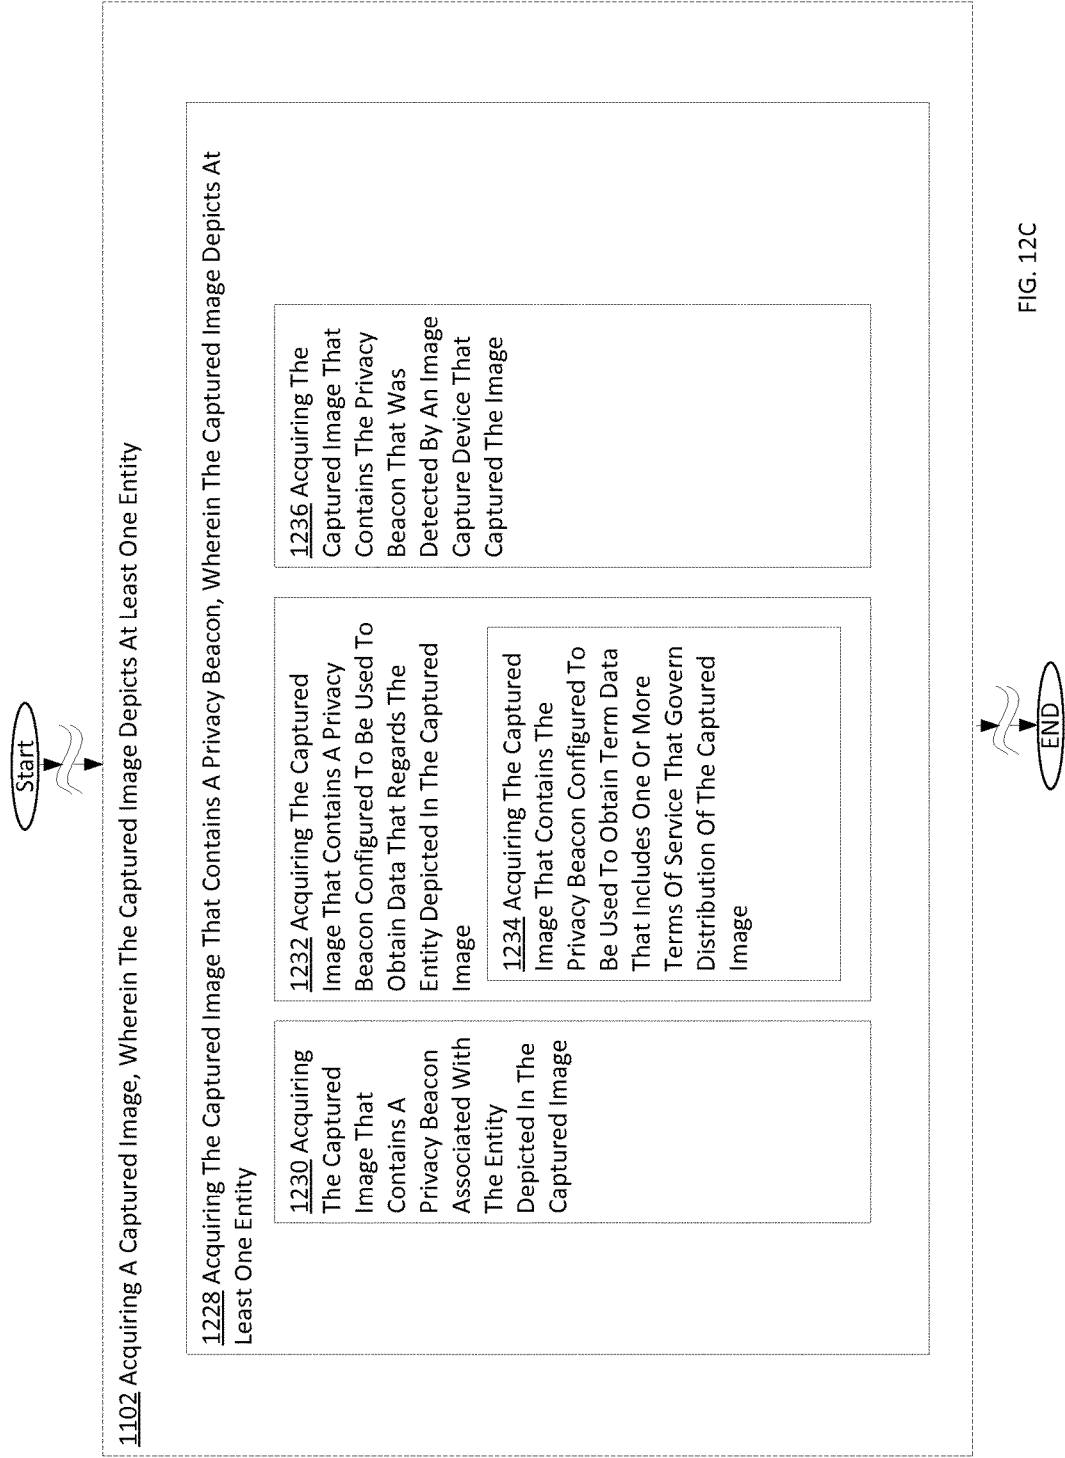 Start
1102 Acquiring A Captured Image, Wherein The Captured Image Depicts At Least One Entity
1228 Acquiring The Captured Image That Contains A Privacy Beacon, Wherein The Captured Image Depicts At
Least One Entity
1230 Acquiring
The Captured
Image That
Contains A
Privacy Beacon
Associated With
The Entity
Depicted In The
Captured Image
1232 Acquiring The Captured
Image That Contains A Privacy
Beacon Configured To Be Used To
Obtain Data That Regards The
Entity Depicted In The Captured
Image
1234 Acquiring The Captured
Image That Contains The
Privacy Beacon Configured To
Be Used To Obtain Term Data
That Includes One Or More
Terms Of Service That Govern
Distribution Of The Captured
Image
1236 Acquiring The
Captured Image That
Contains The Privacy
Beacon That Was
Detected By An Image
Capture Device That
Captured The Image
END
FIG. 12C